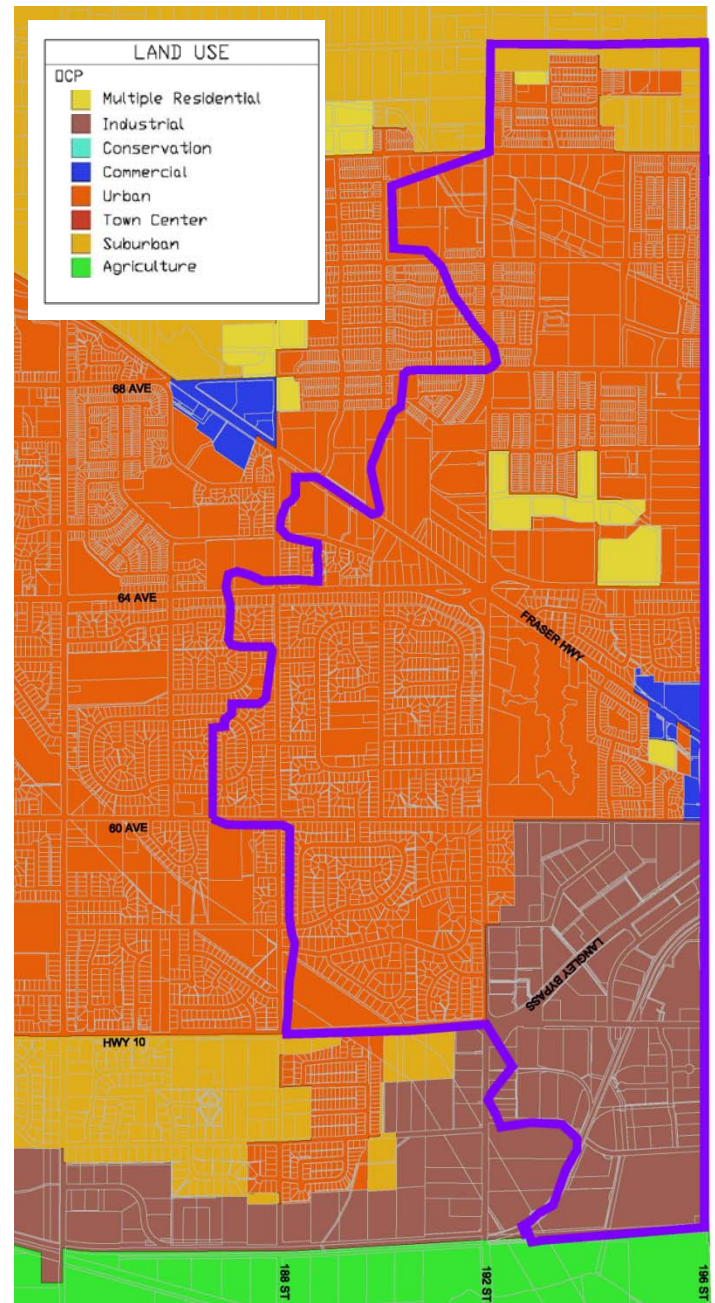 LAND USE
OCP
Multiple Residential
Industrial
Conservation
Commercial
Urban
Town Center
Suburban
Agriculture
68 AVE
64 AVE
FRASER HWY
60 AVE
LANGLEY BYPASS
HWY 10
188 ST
192 ST
196 ST